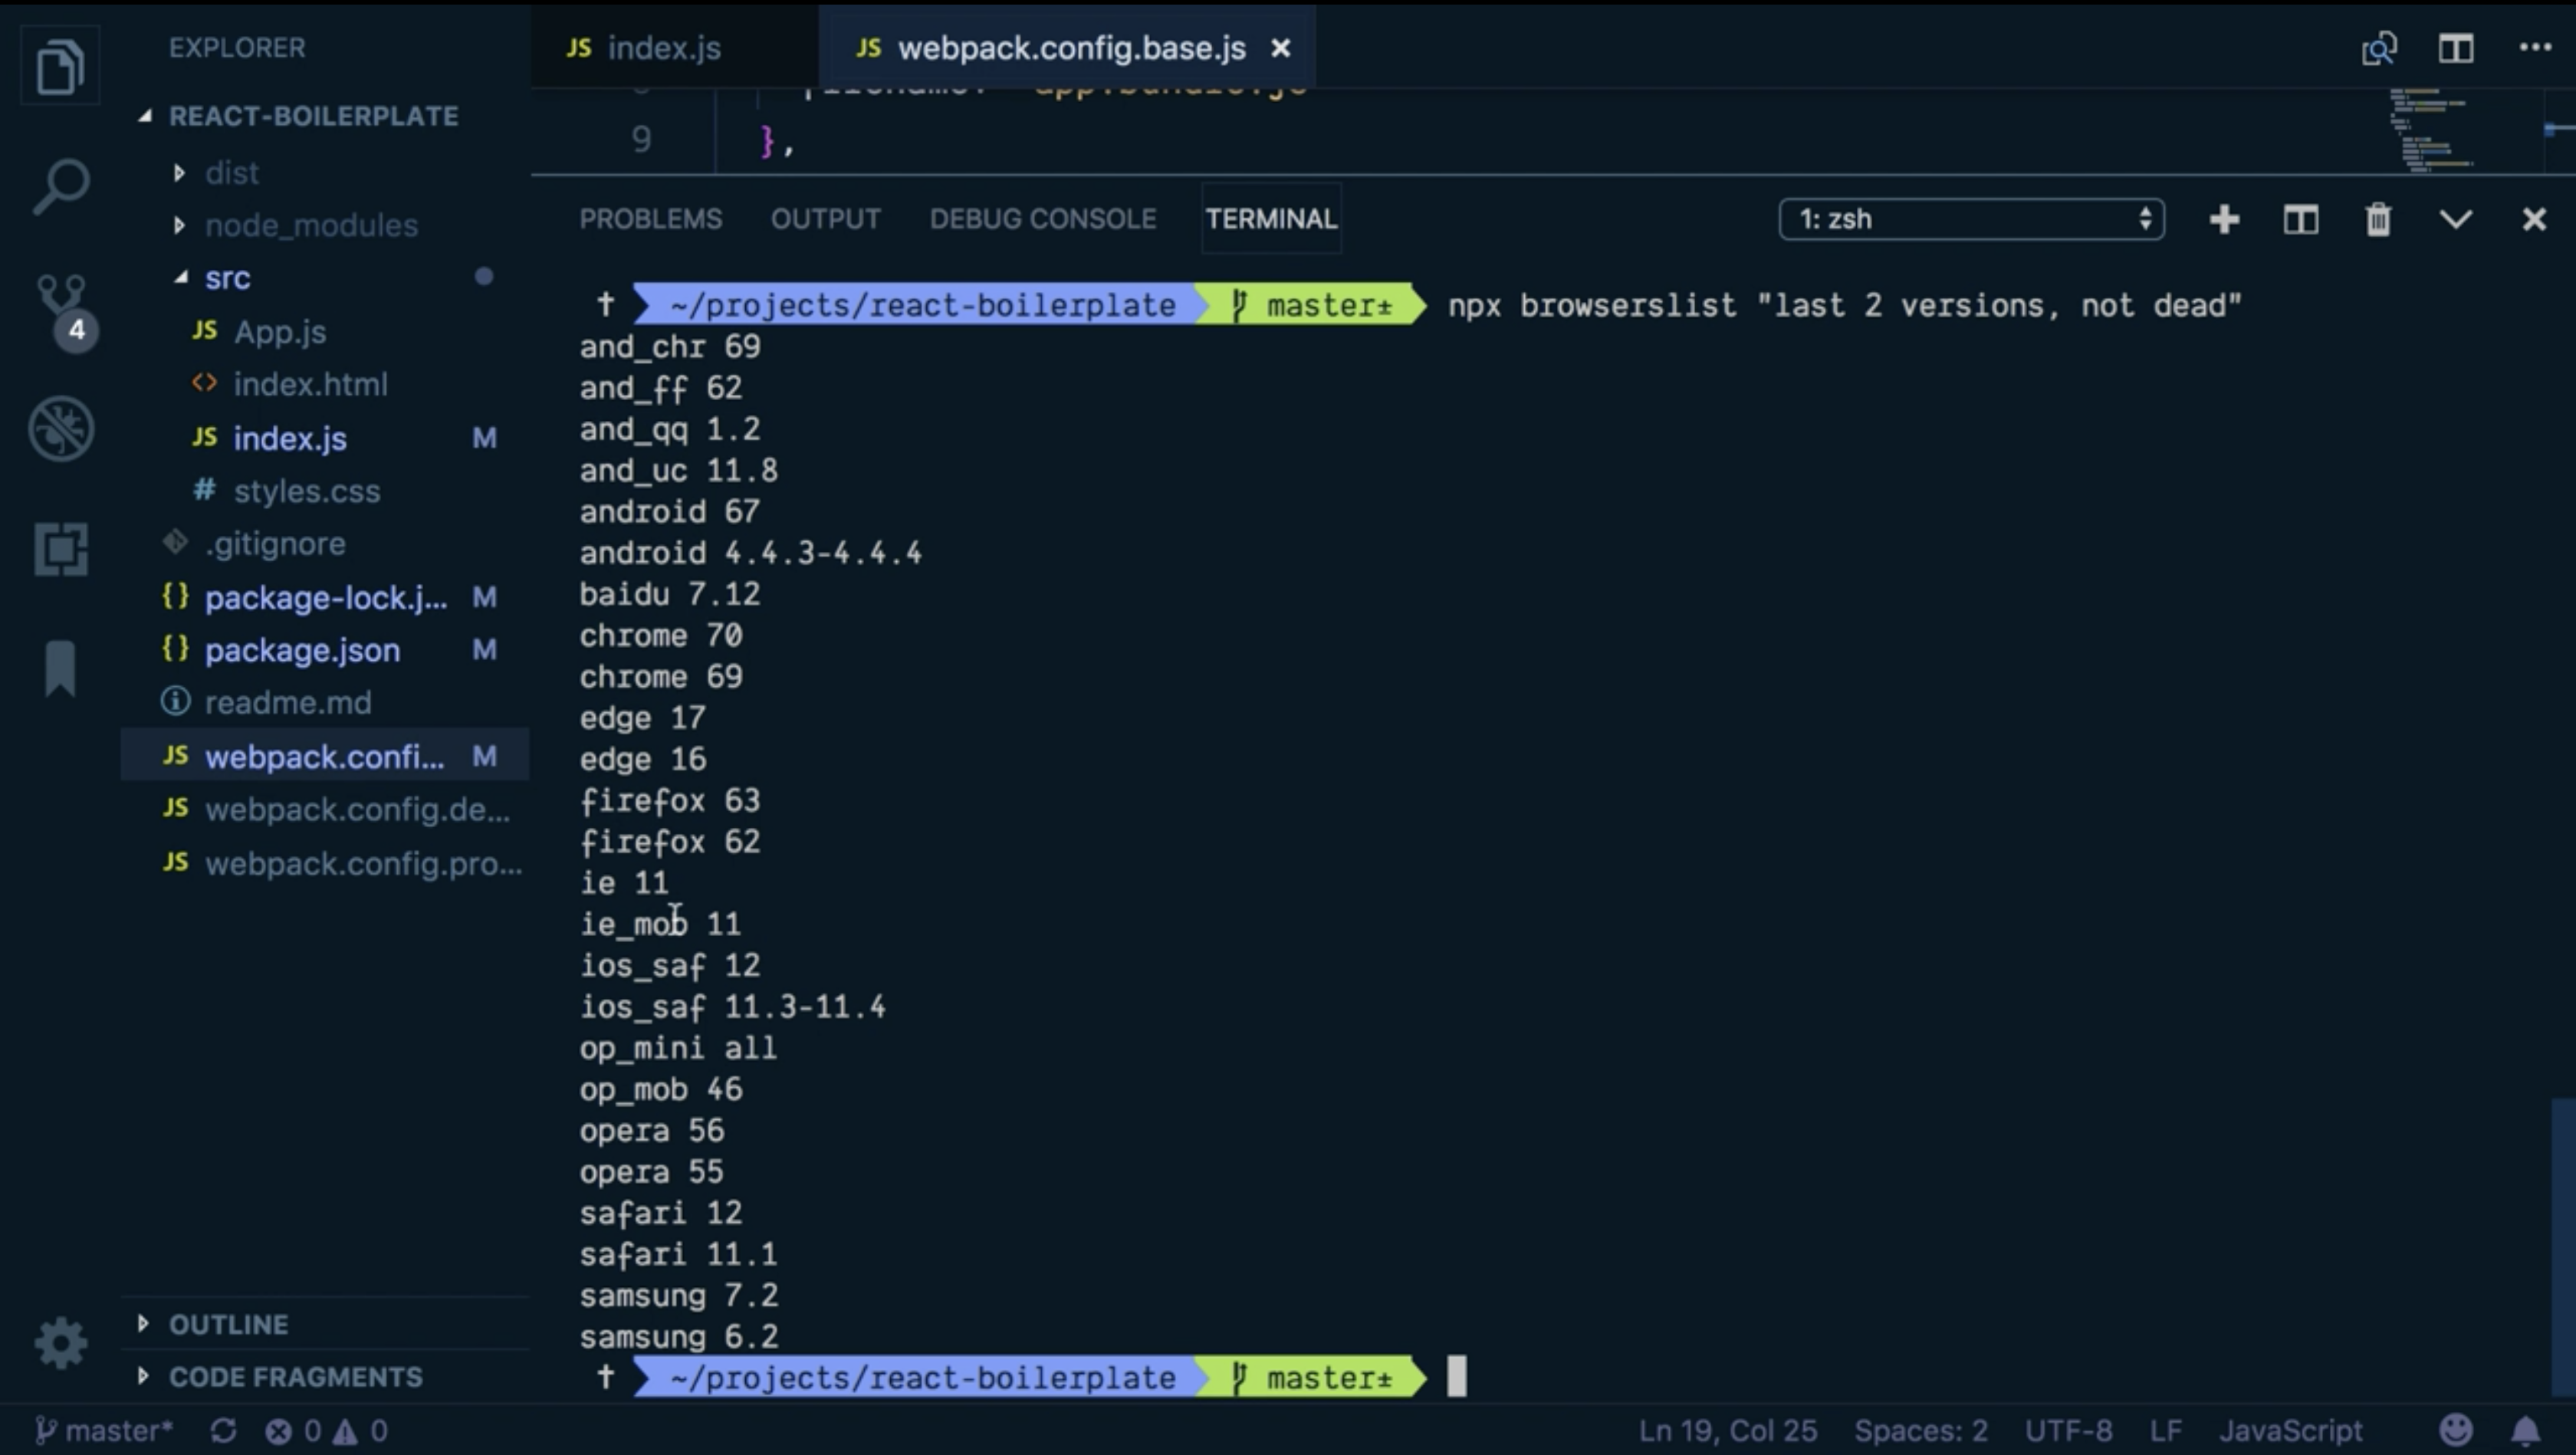 EXPLORER
REACT-BOILERPLATE
dist
node_modules
src
JS App.js
<> index.html
JS index.js M
# styles.css
.gitignore
{} package-lock.j... M
{} package.json M
readme.md
JS webpack.confi... M
JS webpack.config.de...
JS webpack.config.pro...
OUTLINE
CODE FRAGMENTS
4
JS index.js
JS webpack.config.base.js ×
9 },
PROBLEMS OUTPUT DEBUG CONSOLE TERMINAL 1: zsh
† ~/projects/react-boilerplate master± npx browserslist "last 2 versions, not dead"
and_chr 69
and_ff 62
and_qq 1.2
and_uc 11.8
android 67
android 4.4.3-4.4.4
baidu 7.12
chrome 70
chrome 69
edge 17
edge 16
firefox 63
firefox 62
ie 11
ie_mob 11
ios_saf 12
ios_saf 11.3-11.4
op_mini all
op_mob 46
opera 56
opera 55
safari 12
safari 11.1
samsung 7.2
samsung 6.2
† ~/projects/react-boilerplate master±
master* 0 0 Ln 19, Col 25 Spaces: 2 UTF-8 LF JavaScript